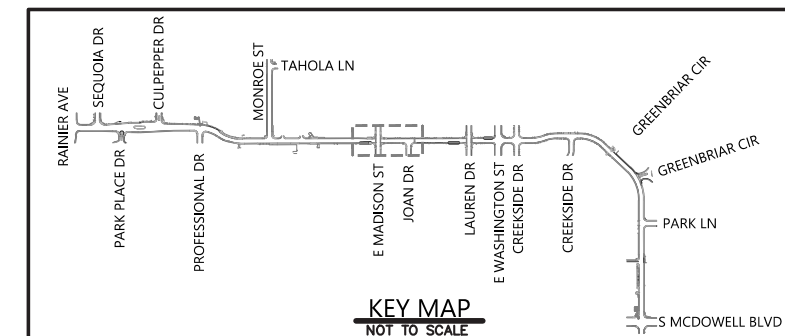 RAINIER AVE
SEQUOIA DR
CULPEPPER DR
MONROE ST
TAHOLA LN
GREENBRIAR CIR
GREENBRIAR CIR
PARK PLACE DR
PROFESSIONAL DR
E MADISON ST
JOAN DR
LAUREN DR
E WASHINGTON ST
CREEKSIDE DR
CREEKSIDE DR
PARK LN
S MCDOWELL BLVD
KEY MAP
NOT TO SCALE